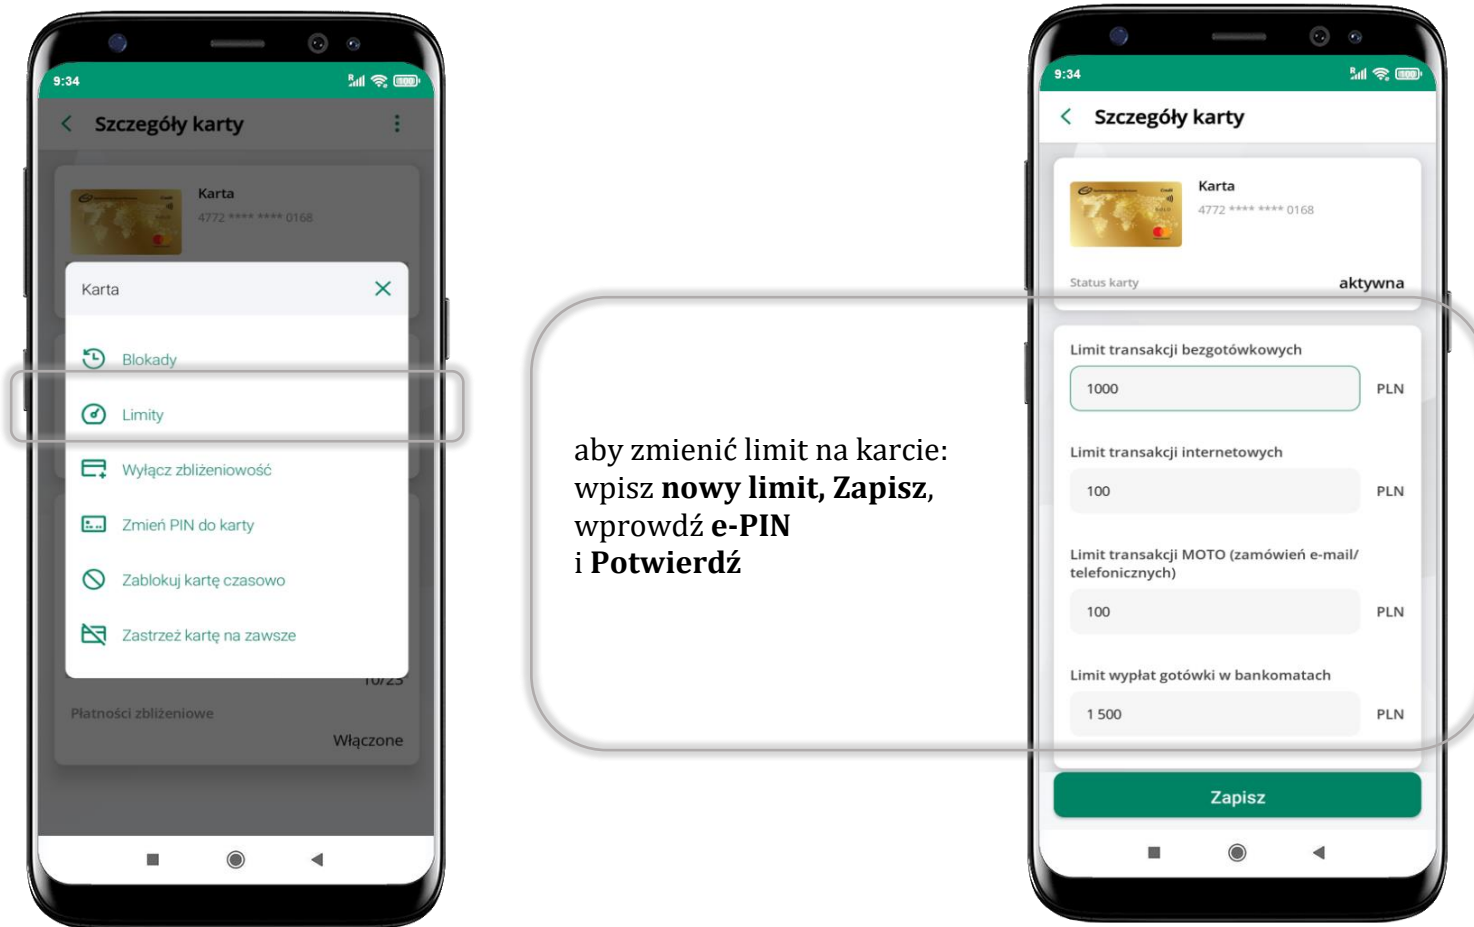 9:34
Szczegóły karty
Karta
4772 **** **** 0168
Karta
Blokady
Limity
Wyłącz zbliżeniowość
Zmień PIN do karty
Zablokuj kartę czasowo
Zastrzeż kartę na zawsze
10/25
Płatności zbliżeniowe
Włączone
aby zmienić limit na karcie:
wpisz nowy limit, Zapisz,
wprowdź e-PIN
i Potwierdź
9:34
Szczegóły karty
Karta
4772 **** **** 0168
Status karty
aktywna
Limit transakcji bezgotówkowych
1000 PLN
Limit transakcji internetowych
100 PLN
Limit transakcji MOTO (zamówień e-mail/
telefonicznych)
100 PLN
Limit wypłat gotówki w bankomatach
1 500 PLN
Zapisz